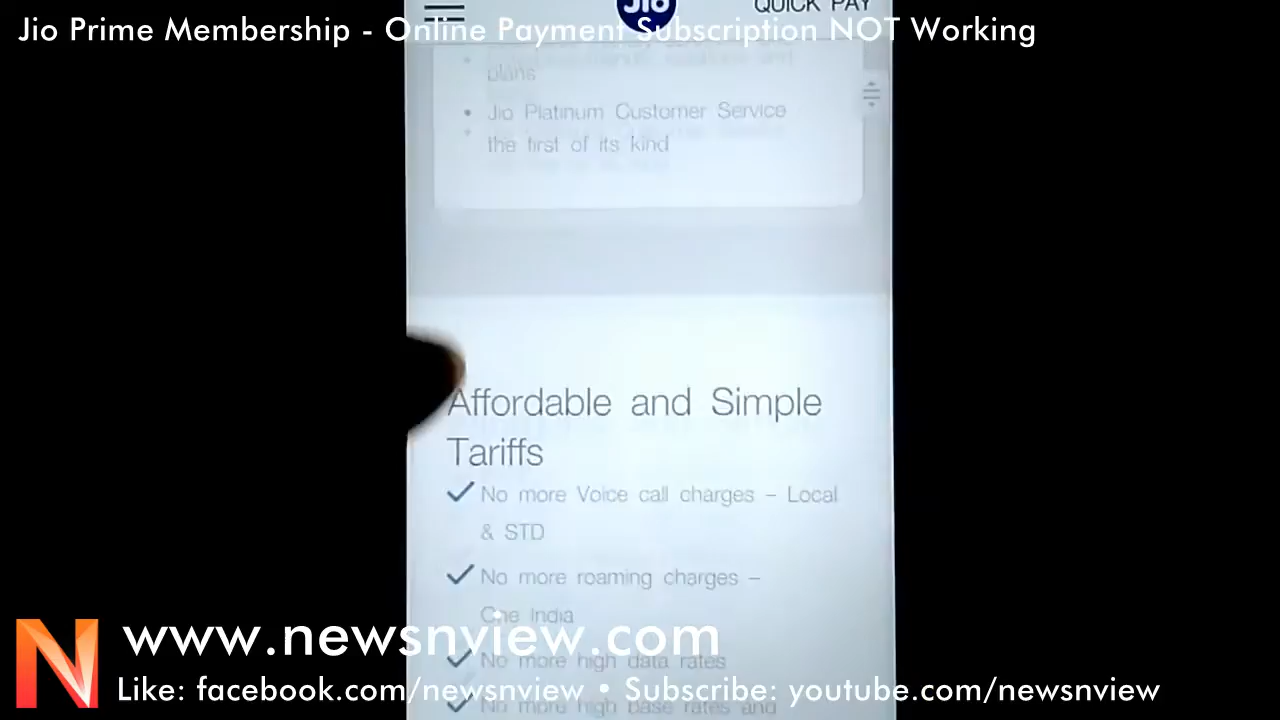 Jio
QUICK PAY
Jio Prime Membership - Online Payment Subscription NOT Working
plans
• Jio Platinum Customer Service
the first of its kind
Affordable and Simple
Tariffs
No more Voice call charges – Local
& STD
No more roaming charges –
One India
www.newsnview.com
No more high data rates
Like: facebook.com/newsnview • Subscribe: youtube.com/newsnview
No more high base rates and